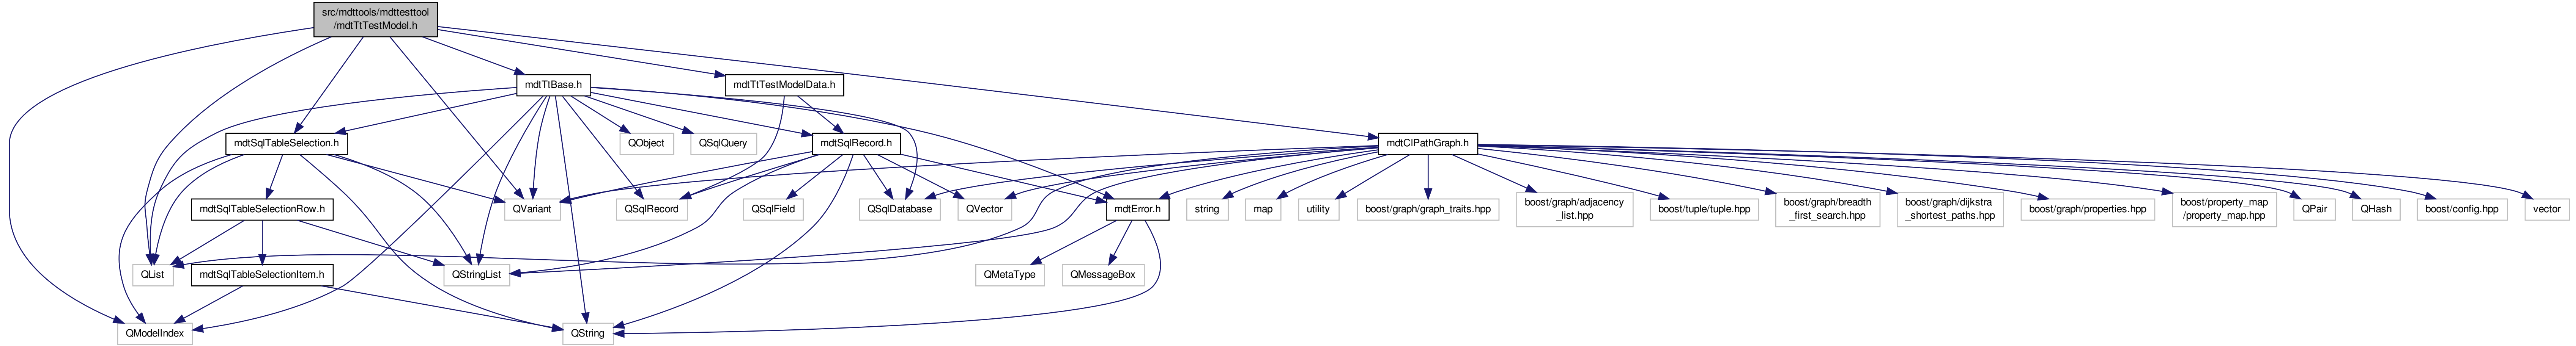 src/mdttools/mdttesttool
/mdtTtTestModel.h
mdtTtBase.h
mdtTtTestModelData.h
mdtSqlTableSelection.h
QObject
QSqlQuery
mdtSqlRecord.h
mdtClPathGraph.h
mdtSqlTableSelectionRow.h
QVariant
QSqlRecord
QSqlField
QSqlDatabase
QVector
mdtError.h
string
map
utility
boost/graph/graph_traits.hpp
boost/graph/adjacency
_list.hpp
boost/tuple/tuple.hpp
boost/graph/breadth
_first_search.hpp
boost/graph/dijkstra
_shortest_paths.hpp
boost/graph/properties.hpp
boost/property_map
/property_map.hpp
QPair
QHash
boost/config.hpp
vector
QList
mdtSqlTableSelectionItem.h
QStringList
QMetaType
QMessageBox
QModelIndex
QString